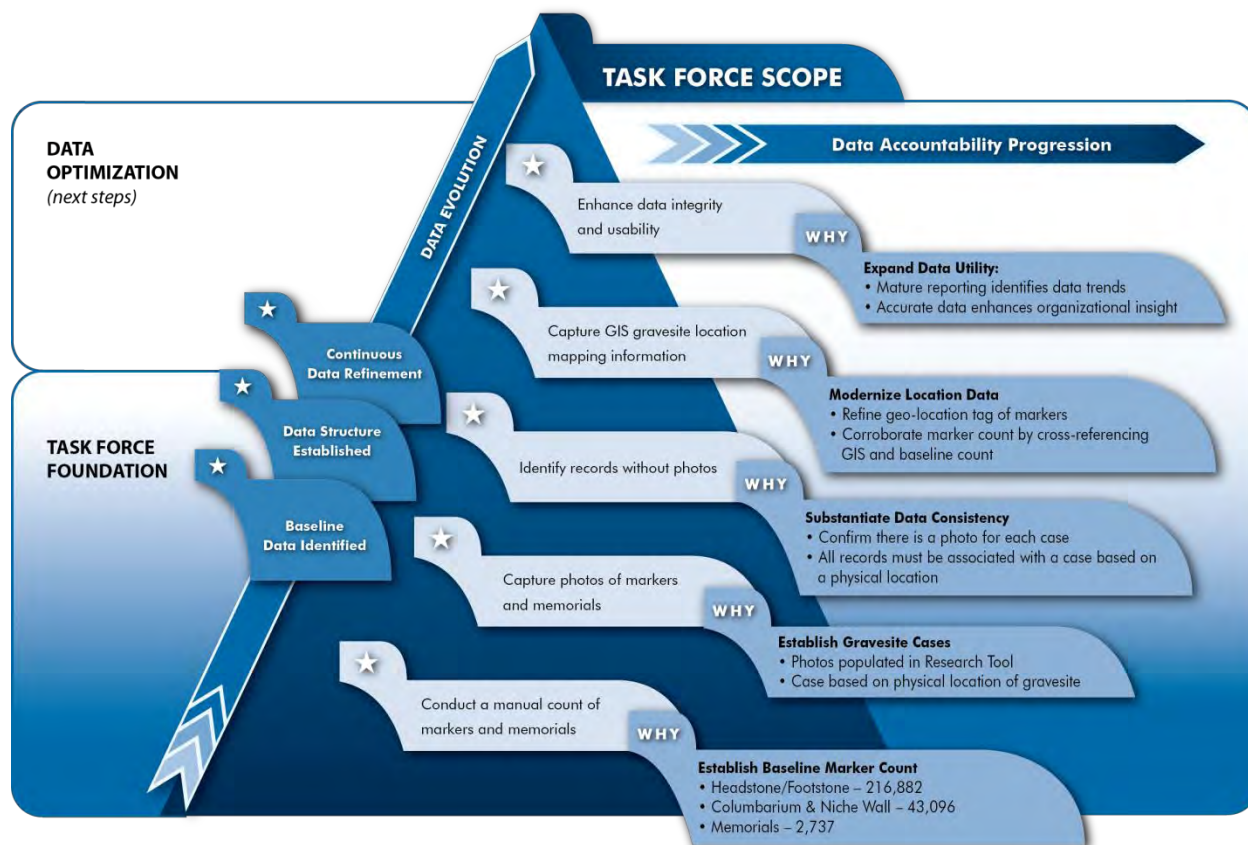 TASK FORCE SCOPE
Data Accountability Progression
DATA
OPTIMIZATION
(next steps)
DATA EVOLUTION
Enhance data integrity
and usability
WHY
Expand Data Utility:
• Mature reporting identifies data trends
• Accurate data enhances organizational insight
Capture GIS gravesite location
mapping information
WHY
Modernize Location Data
• Refine geo-location tag of markers
• Corroborate marker count by cross-referencing
GIS and baseline count
Continuous
Data Refinement
TASK FORCE
FOUNDATION
Data Structure
Established
Baseline
Data Identified
Identify records without photos
WHY
Substantiate Data Consistency
• Confirm there is a photo for each case
• All records must be associated with a case based on
a physical location
Capture photos of markers
and memorials
WHY
Establish Gravesite Cases
• Photos populated in Research Tool
• Case based on physical location of gravesite
Conduct a manual count of
markers and memorials
WHY
Establish Baseline Marker Count
• Headstone/Footstone – 216,882
• Columbarium & Niche Wall – 43,096
• Memorials – 2,737